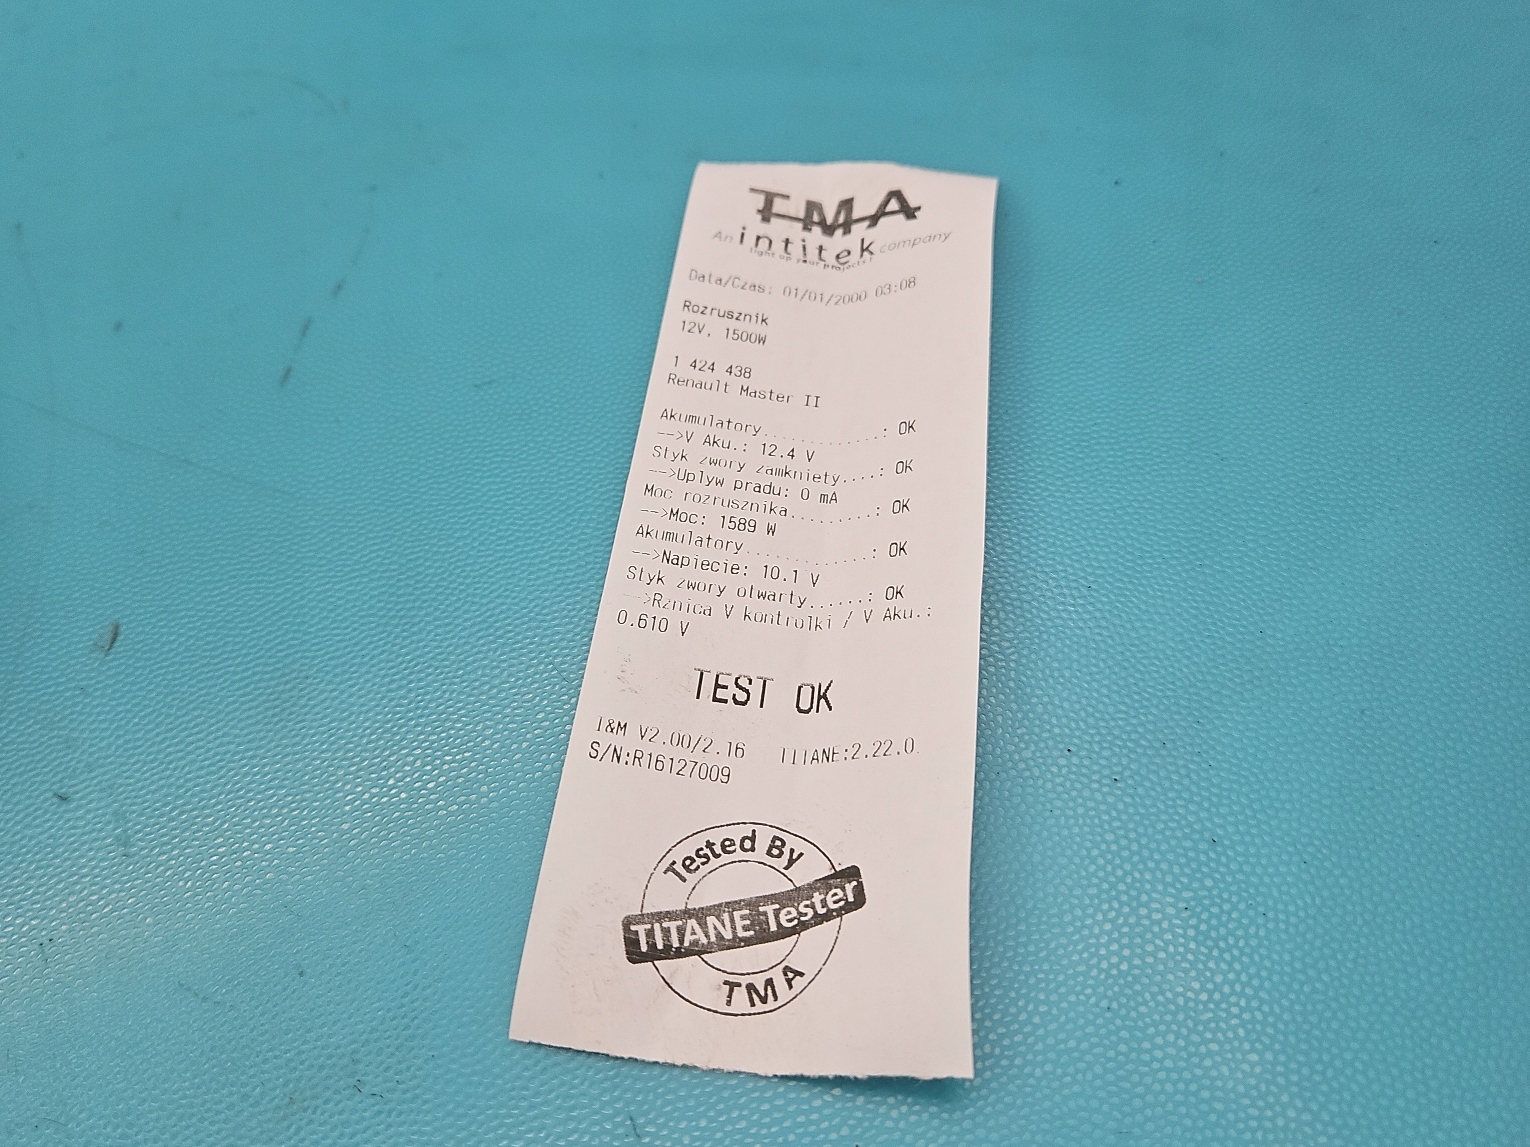 TMA
An intitek company
light up your projects!
Data/Czas: 01/01/2000 03:08
Rozrusznik
12V, 1500W
1 424 438
Renault Master II
Akumulatory.............: OK
-->V Aku.: 12.4 V
Styk zwory zamkniety....: OK
-->Uplyw pradu: 0 mA
Moc rozrusznika.........: OK
-->Moc: 1589 W
Akumulatory.............: OK
-->Napiecie: 10.1 V
Styk zwory otwarty......: OK
-->Rznica V kontrolki / V Aku.:
0.610 V
TEST OK
I&M V2.00/2.16 TITANE:2.22.0
S/N:R16127009
Tested By
TITANE Tester
TMA